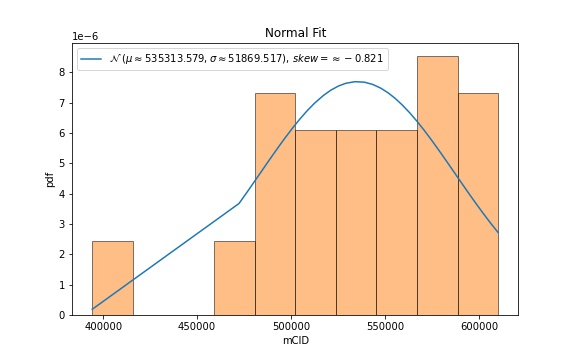 Normal Fit
1e−6
𝒩(μ≈535313.579, σ≈51869.517), skew=≈−0.821
8
7
6
5
4
3
2
1
0
pdf
400000 450000 500000 550000 600000
mCID